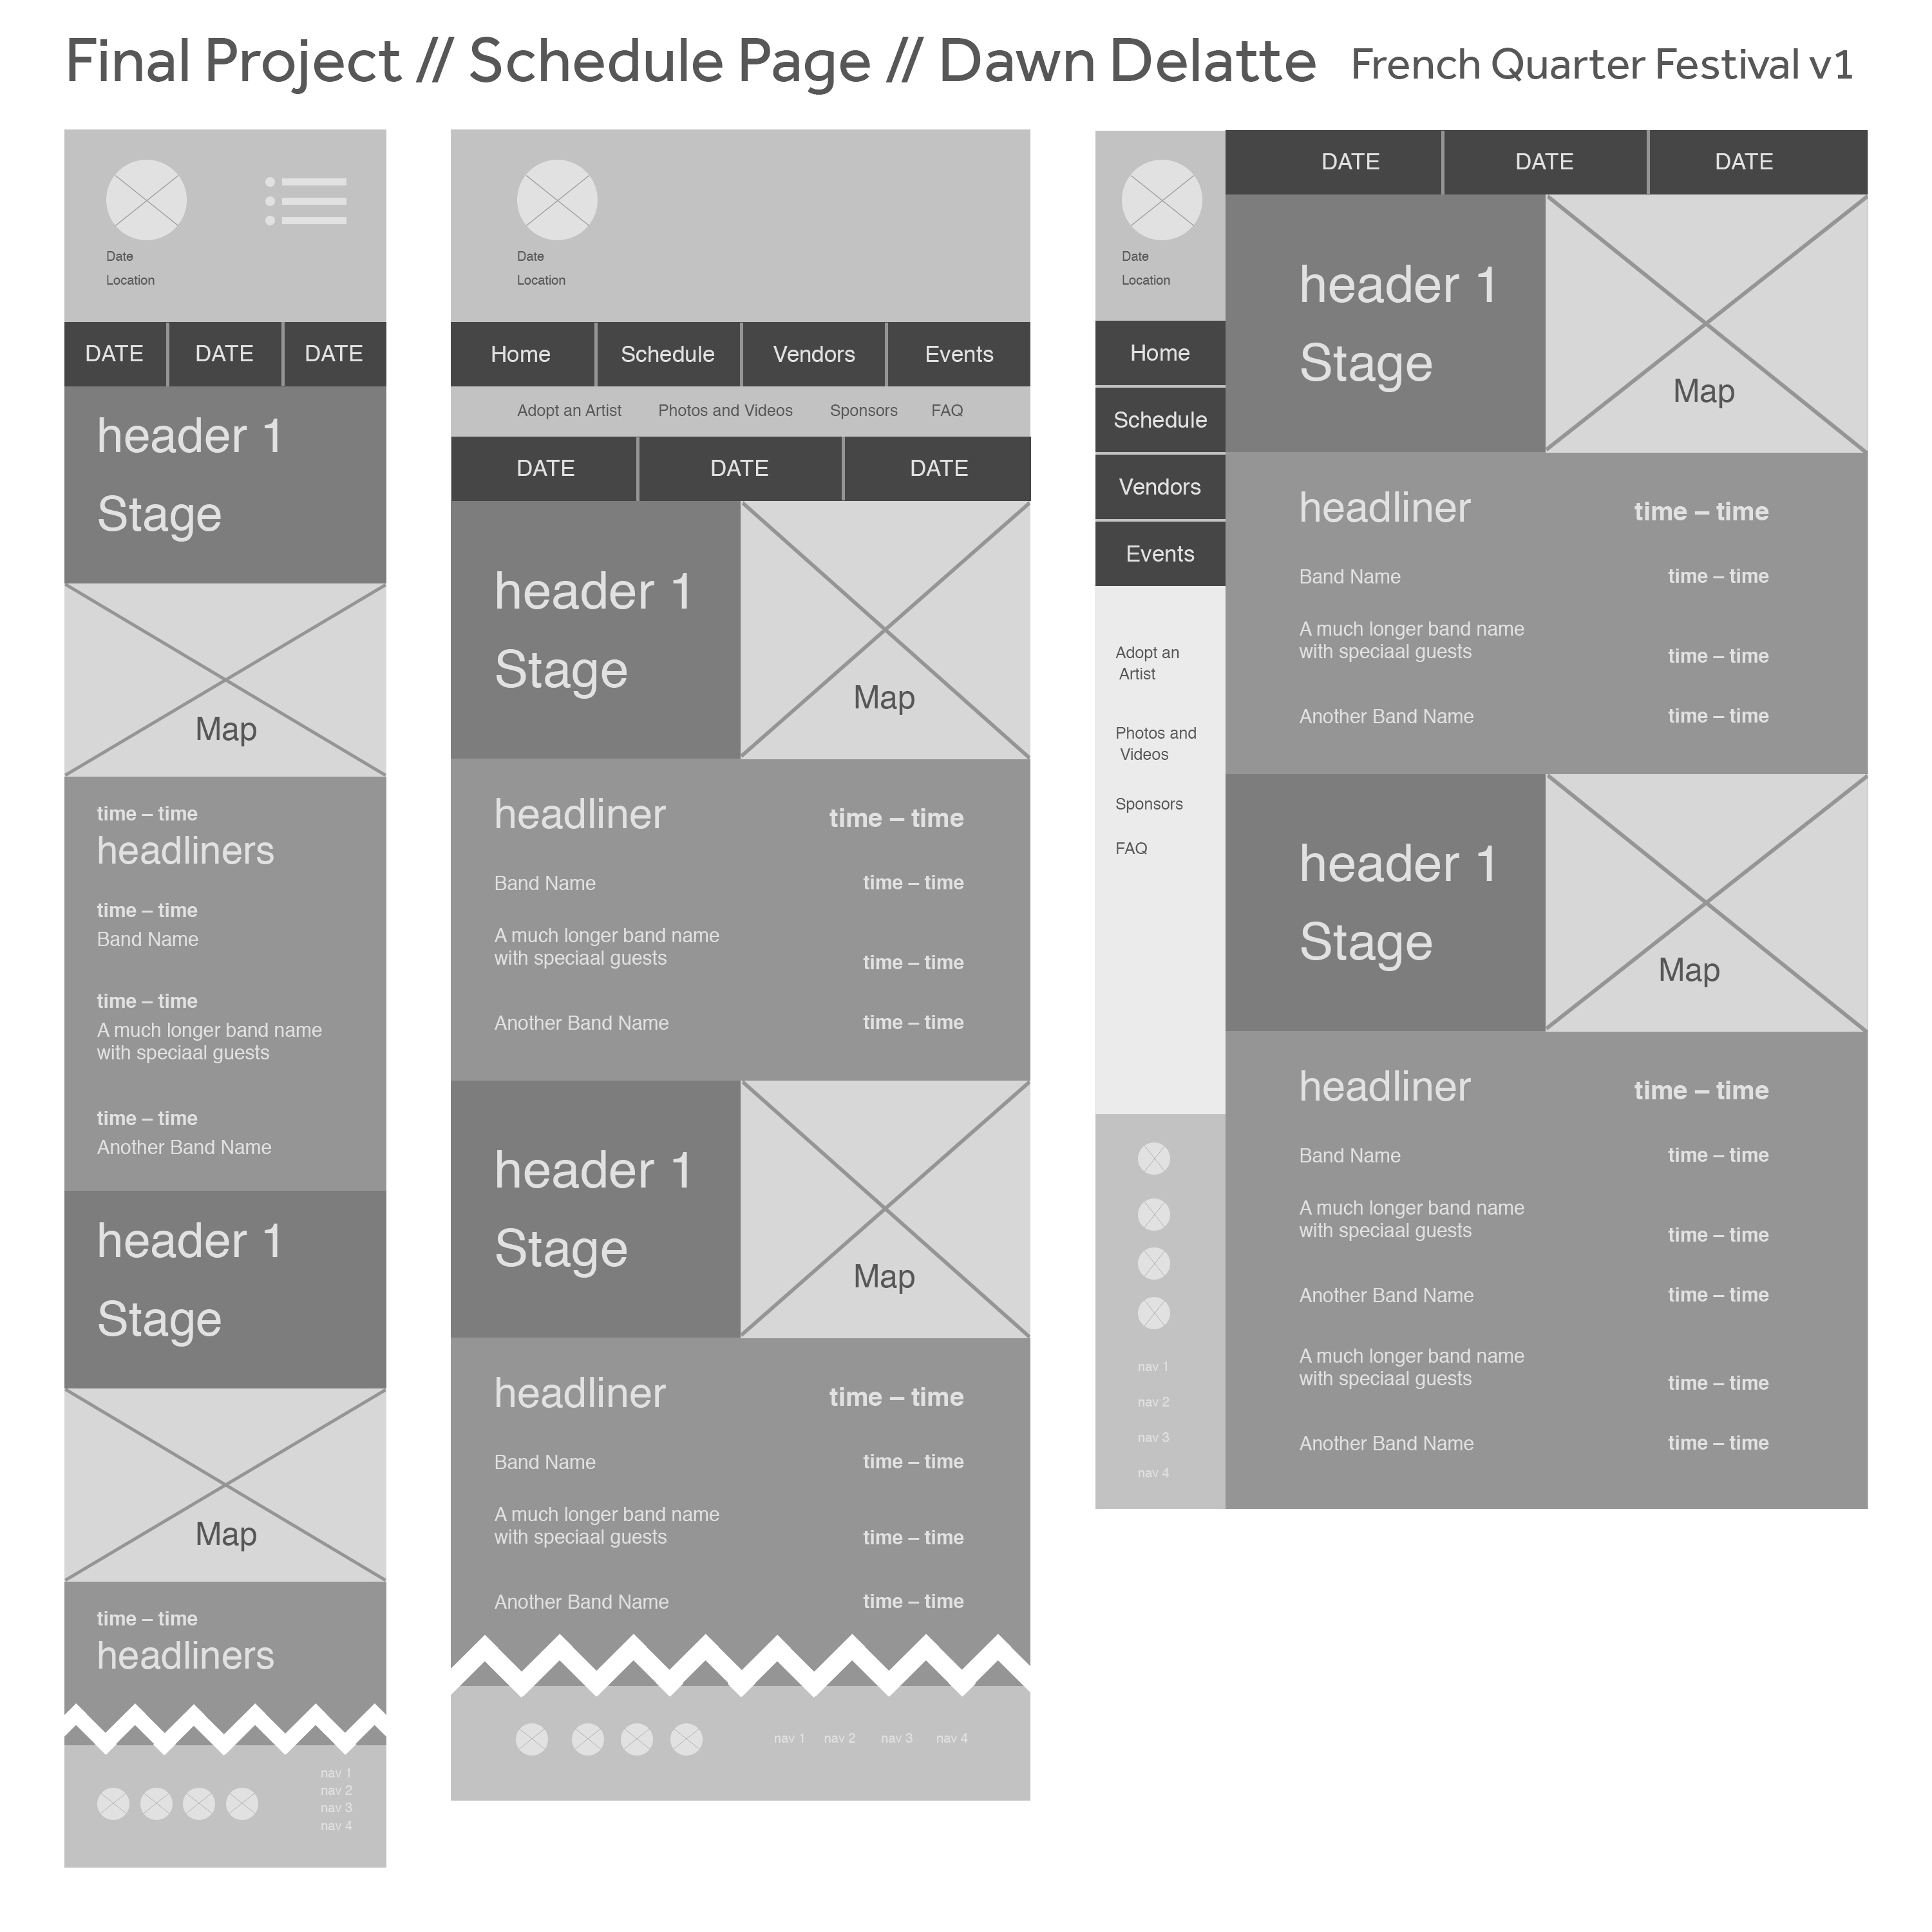 Final Project // Schedule Page // Dawn Delatte French Quarter Festival v1
Date
Location
DATE DATE DATE
header 1
Stage
Map
time – time
headliners
time – time
Band Name
time – time
A much longer band name
with speciaal guests
time – time
Another Band Name
header 1
Stage
Map
time – time
headliners
nav 1
nav 2
nav 3
nav 4
Date
Location
Home Schedule Vendors Events
Adopt an Artist Photos and Videos Sponsors FAQ
DATE DATE DATE
header 1
Stage
Map
headliner time – time
Band Name time – time
A much longer band name
with speciaal guests time – time
Another Band Name time – time
header 1
Stage
Map
headliner time – time
Band Name time – time
A much longer band name
with speciaal guests time – time
Another Band Name time – time
nav 1 nav 2 nav 3 nav 4
Date
Location
Home
Schedule
Vendors
Events
Adopt an
Artist
Photos and
Videos
Sponsors
FAQ
nav 1
nav 2
nav 3
nav 4
DATE DATE DATE
header 1
Stage
Map
headliner time – time
Band Name time – time
A much longer band name
with speciaal guests time – time
Another Band Name time – time
header 1
Stage
Map
headliner time – time
Band Name time – time
A much longer band name
with speciaal guests time – time
Another Band Name time – time
A much longer band name
with speciaal guests time – time
Another Band Name time – time